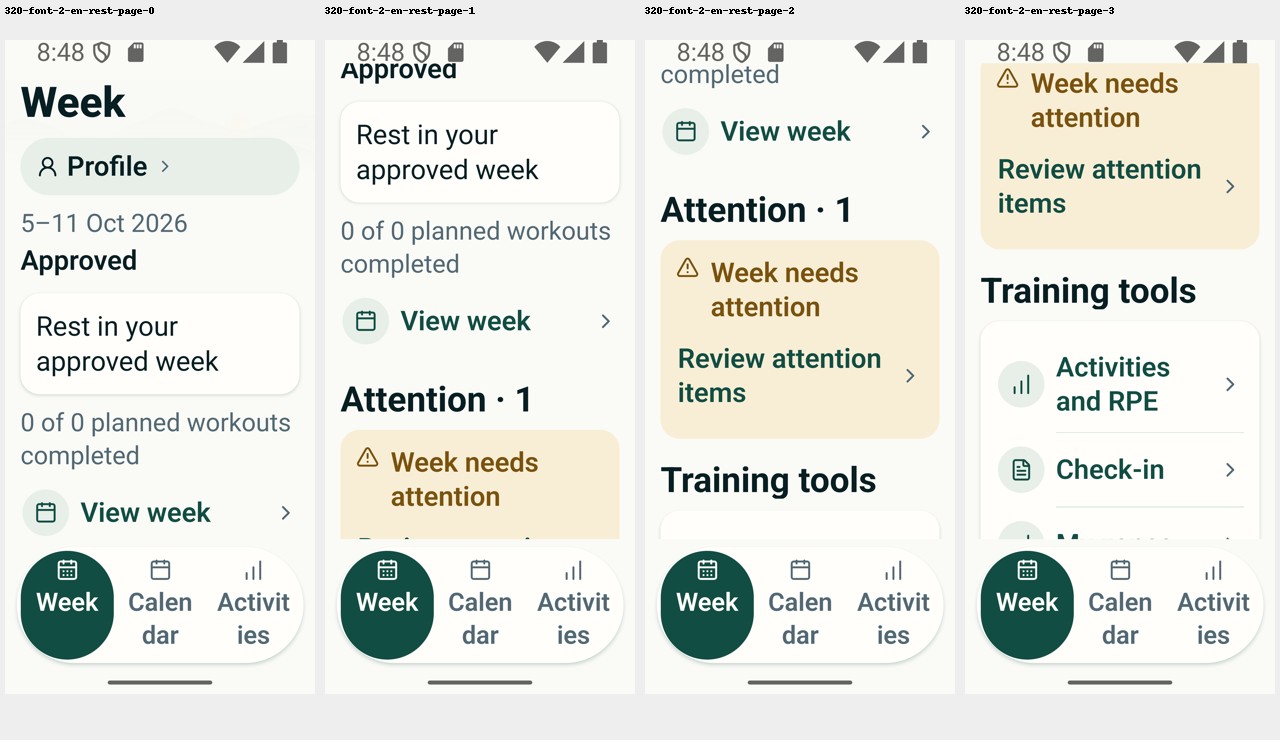 320-font-2-en-rest-page-0
8:48
Week
Profile
5–11 Oct 2026
Approved
Rest in your
approved week
0 of 0 planned workouts
completed
View week
Week
Calen
dar
Activit
ies
320-font-2-en-rest-page-1
8:48
Approved
Rest in your
approved week
0 of 0 planned workouts
completed
View week
Attention · 1
Week needs
attention
Week
Calen
dar
Activit
ies
320-font-2-en-rest-page-2
8:48
completed
View week
Attention · 1
Week needs
attention
Review attention
items
Training tools
Week
Calen
dar
Activit
ies
320-font-2-en-rest-page-3
8:48
Week needs
attention
Review attention
items
Training tools
Activities
and RPE
Check-in
Week
Calen
dar
Activit
ies